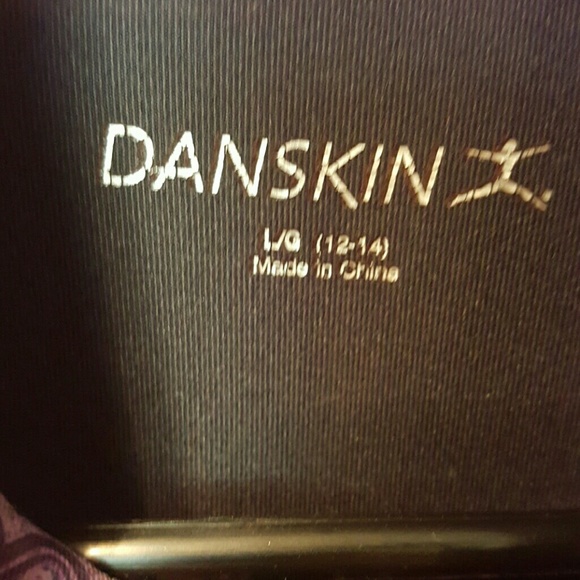 DANSKIN
L/G (12-14)
Made in China